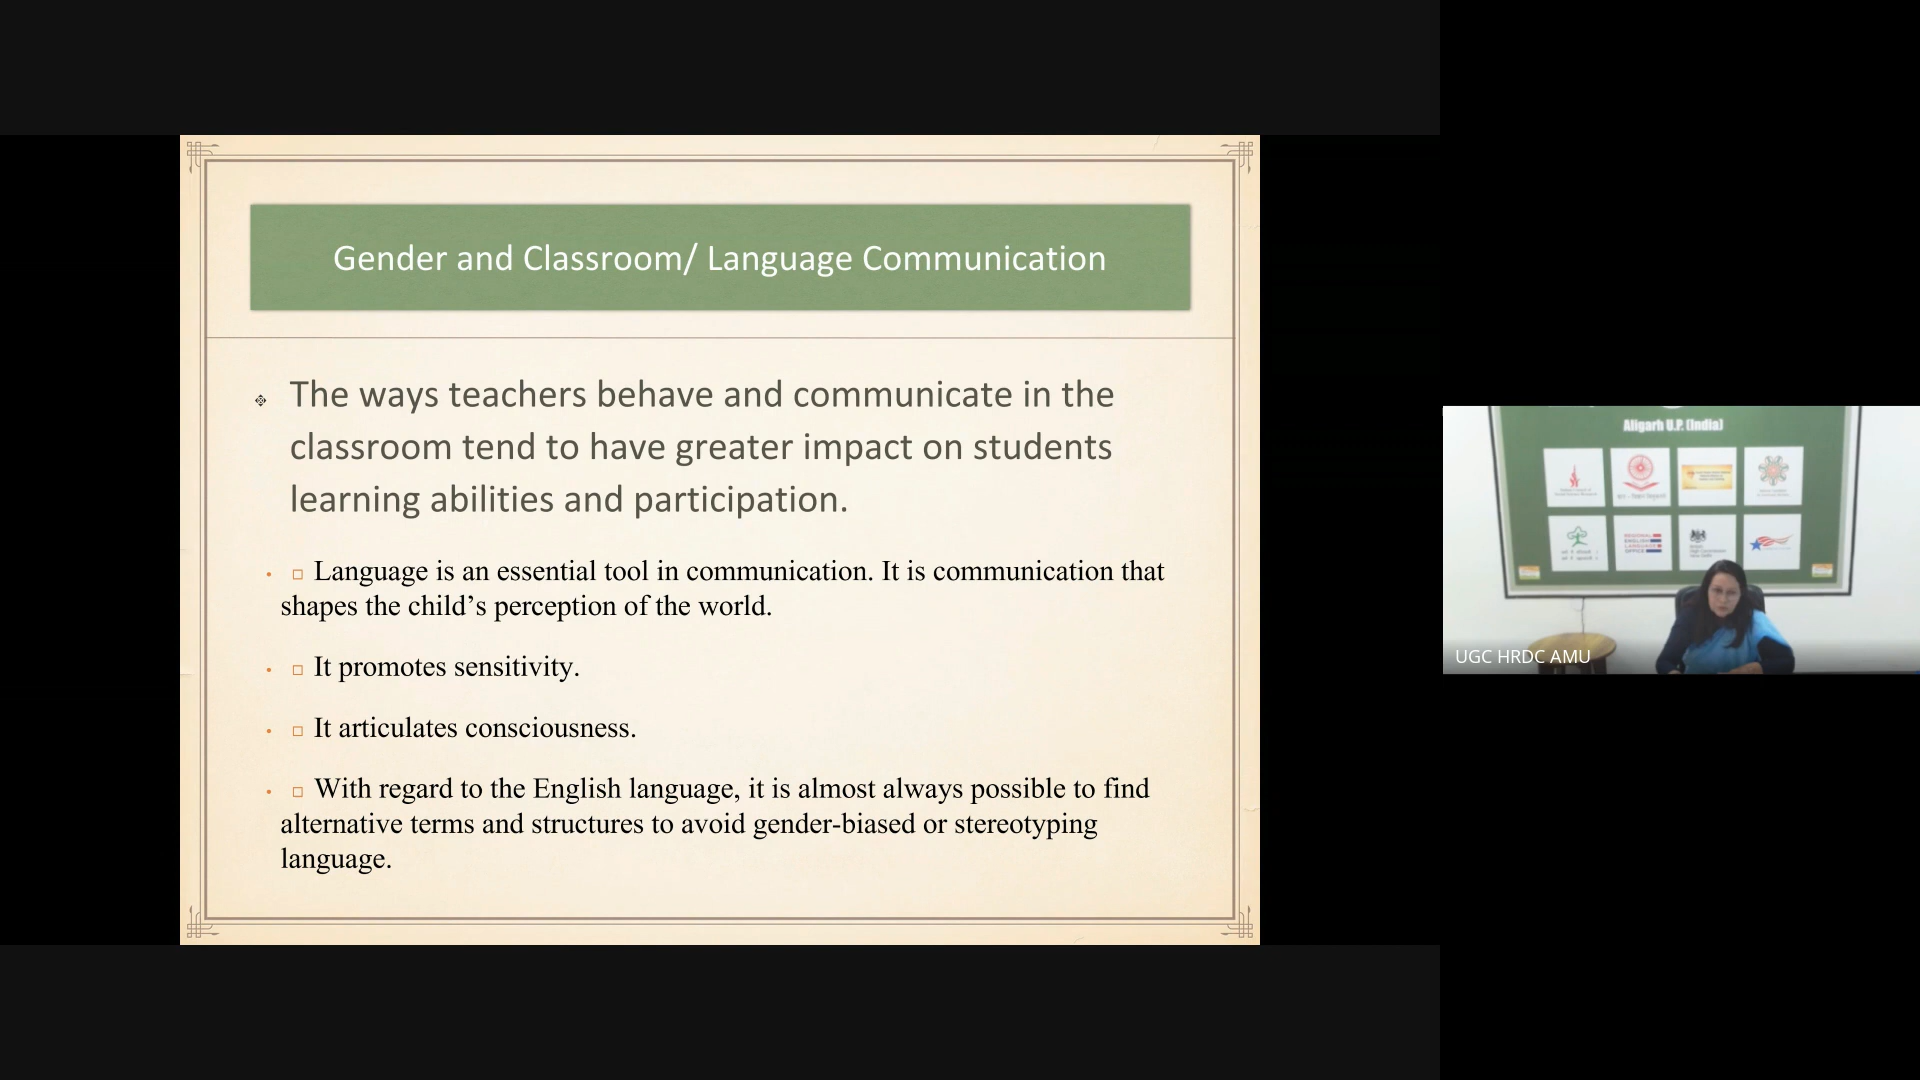 Gender and Classroom/ Language Communication
The ways teachers behave and communicate in the
classroom tend to have greater impact on students
learning abilities and participation.
Language is an essential tool in communication. It is communication that
shapes the child’s perception of the world.
It promotes sensitivity.
It articulates consciousness.
With regard to the English language, it is almost always possible to find
alternative terms and structures to avoid gender-biased or stereotyping
language.
Aligarh U.P. (India)
REGIONAL
ENGLISH
LANGUAGE
OFFICE
UGC HRDC AMU